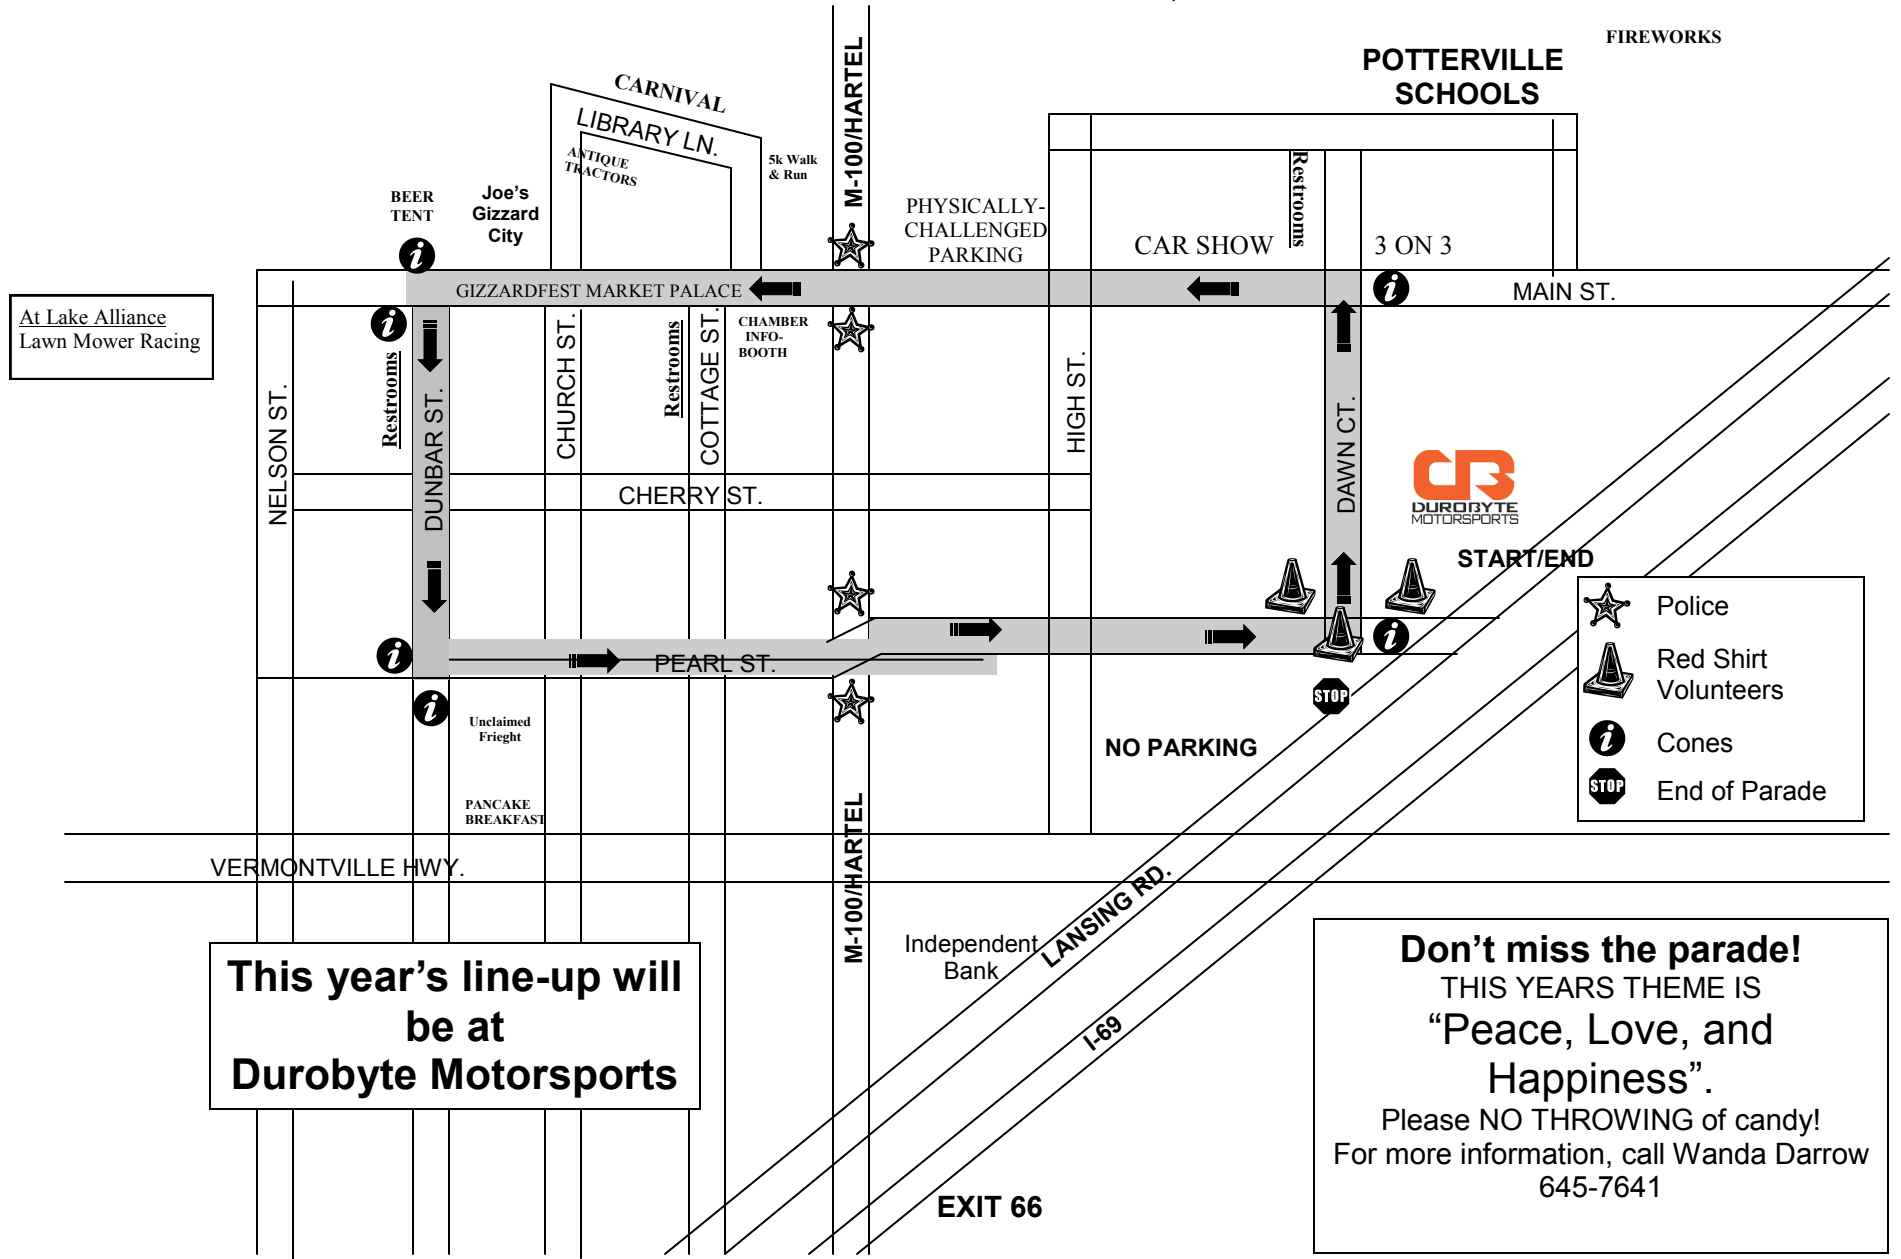 FIREWORKS
POTTERVILLE
SCHOOLS
CARNIVAL
LIBRARY LN.
ANTIQUE
TRACTORS
5k Walk
& Run
M-100/HARTEL
BEER
TENT
Joe's
Gizzard
City
PHYSICALLY-
CHALLENGED
PARKING
CAR SHOW
Restrooms
3 ON 3
GIZZARDFEST MARKET PALACE
MAIN ST.
At Lake Alliance
Lawn Mower Racing
Restrooms
CHURCH ST.
Restrooms
COTTAGE ST.
CHAMBER
INFO-
BOOTH
NELSON ST.
DUNBAR ST.
HIGH ST.
DAWN CT.
CHERRY ST.
DUROBYTE
MOTORSPORTS
START/END
PEARL ST.
STOP
Police
Red Shirt
Volunteers
Cones
STOP
End of Parade
Unclaimed
Frieght
NO PARKING
PANCAKE
BREAKFAST
M-100/HARTEL
VERMONTVILLE HWY.
LANSING RD.
Independent
Bank
I-69
EXIT 66
This year's line-up will
be at
Durobyte Motorsports
Don't miss the parade!
THIS YEARS THEME IS
“Peace, Love, and
Happiness”.
Please NO THROWING of candy!
For more information, call Wanda Darrow
645-7641